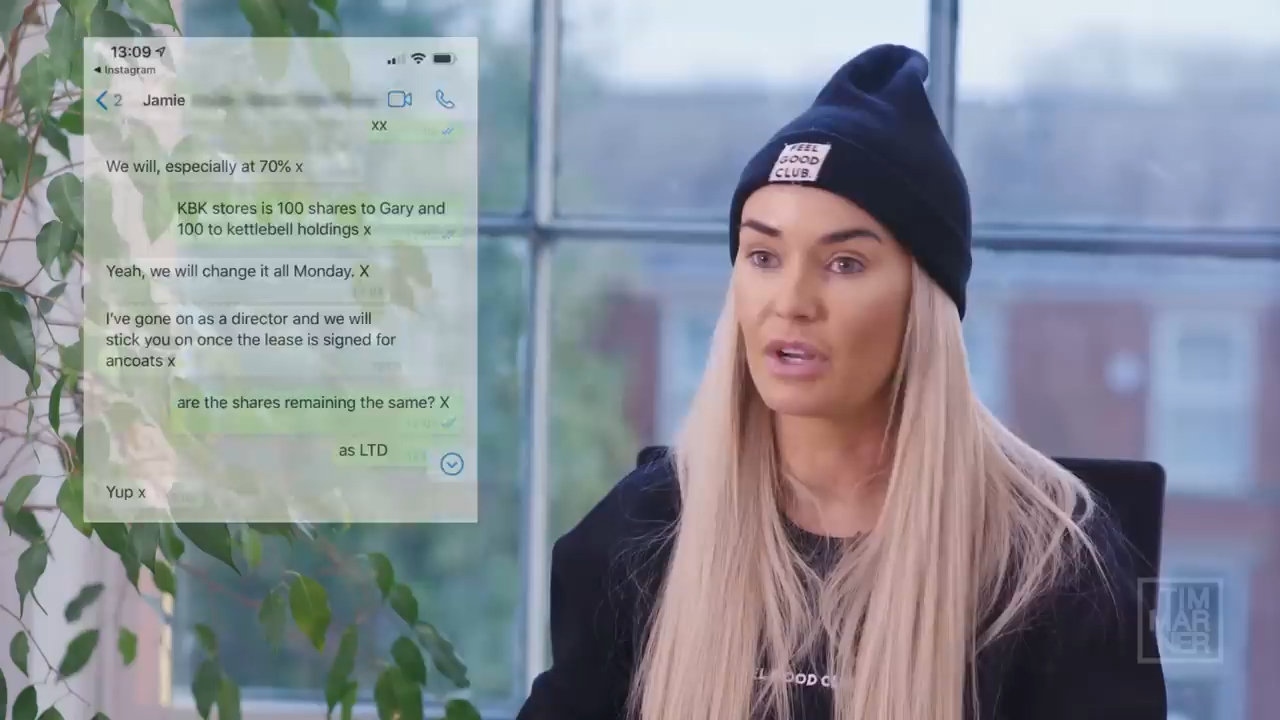 13:09
Instagram
2 Jamie
xx
We will, especially at 70% x
KBK stores is 100 shares to Gary and
100 to kettlebell holdings x
Yeah, we will change it all Monday. X
I've gone on as a director and we will
stick you on once the lease is signed for
ancoats x
are the shares remaining the same? X
as LTD
Yup x
FEEL
GOOD
CLUB.
TIM
MAR
NER